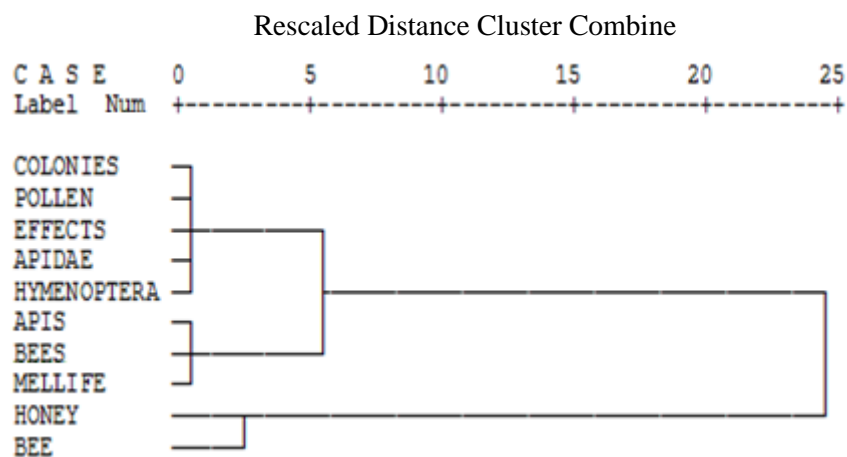 Rescaled Distance Cluster Combine
C A S E 0 5 10 15 20 25
Label Num +---------+---------+---------+---------+---------+
COLONIES
POLLEN
EFFECTS
APIDAE
HYMENOPTERA
APIS
BEES
MELLIFE
HONEY
BEE